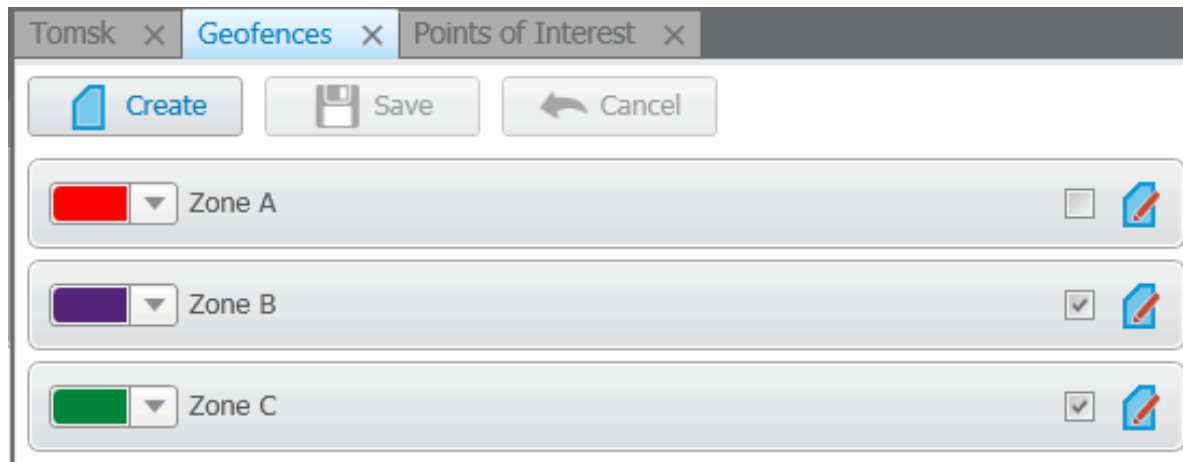 Tomsk Geofences Points of Interest
Create Save Cancel
Zone A
Zone B
Zone C